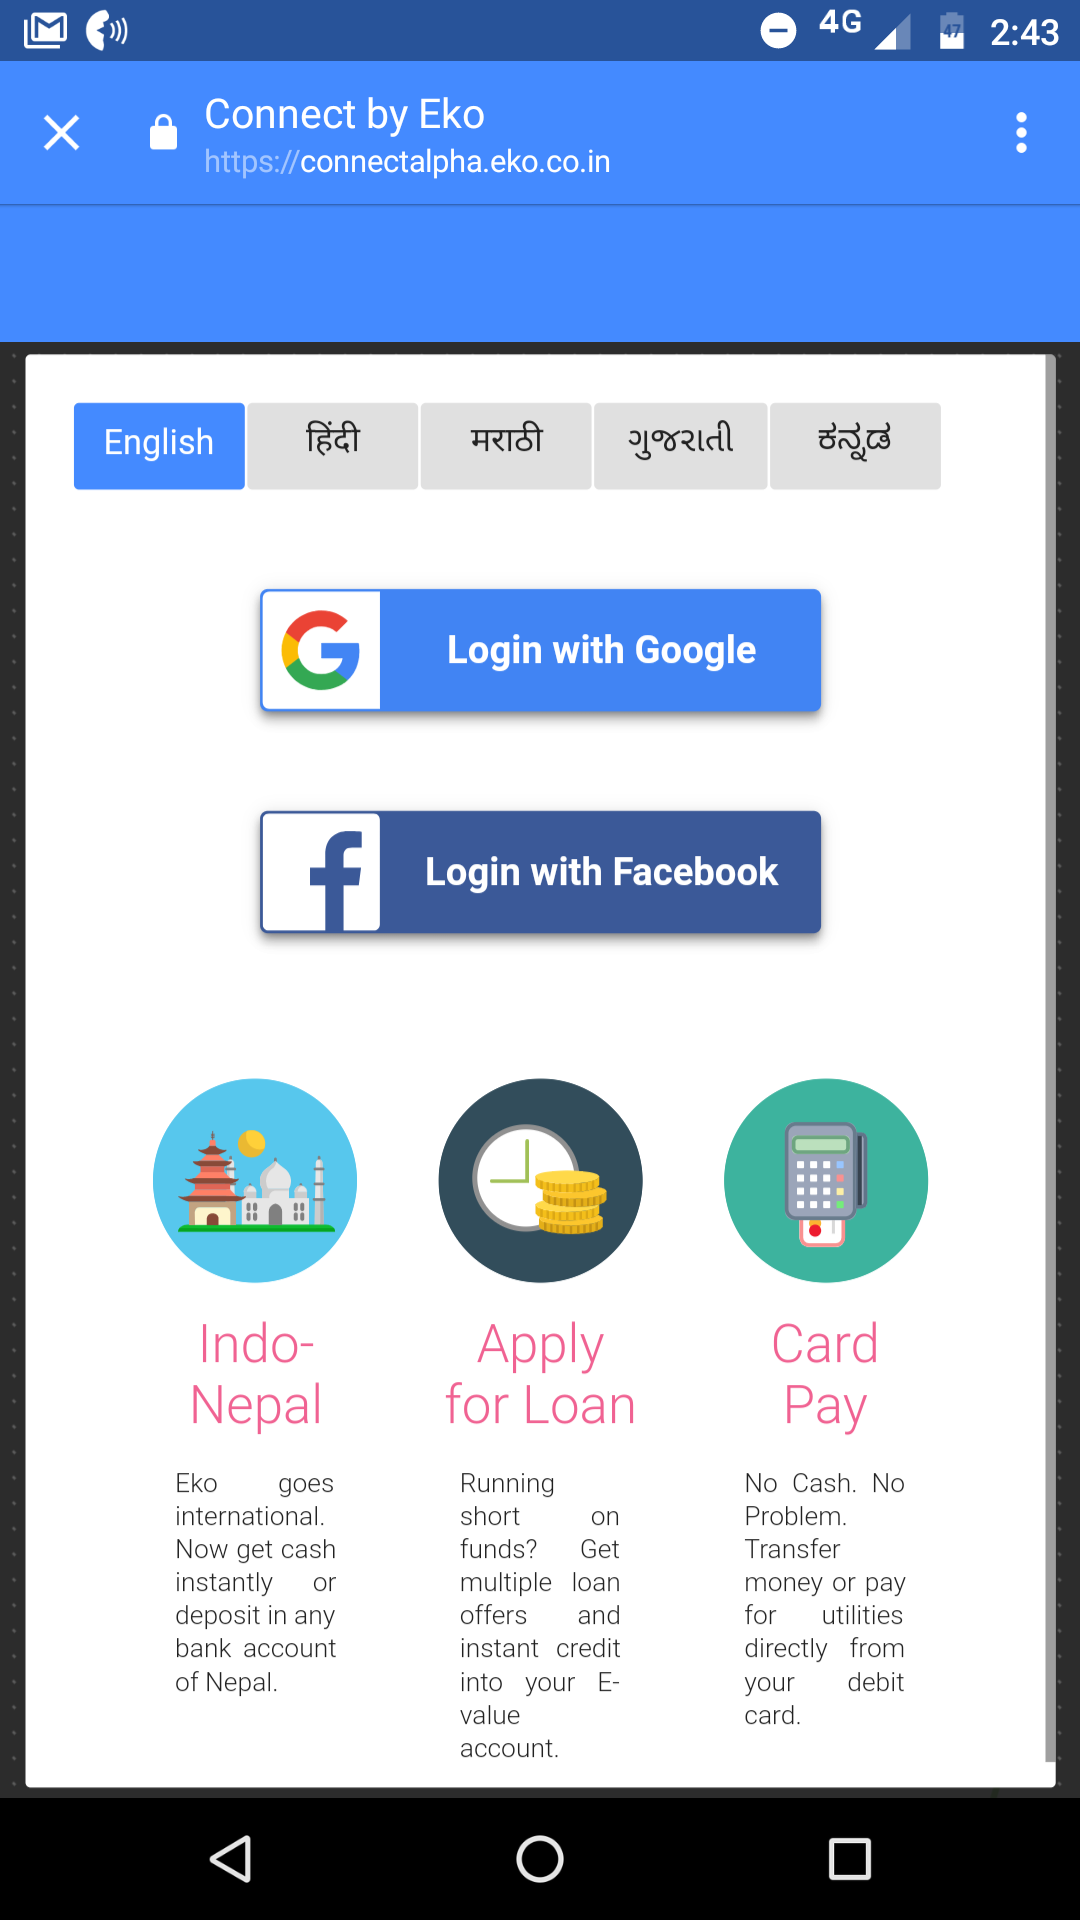 4G 47 2:43
Connect by Eko
https://connectalpha.eko.co.in
English हिंदी मराठी ગુજરાતી ಕನ್ನಡ
Login with Google
Login with Facebook
Indo-
Nepal
Eko goes
international.
Now get cash
instantly or
deposit in any
bank account
of Nepal.
Apply
for Loan
Running
short on
funds? Get
multiple loan
offers and
instant credit
into your E-
value
account.
Card
Pay
No Cash. No
Problem.
Transfer
money or pay
for utilities
directly from
your debit
card.